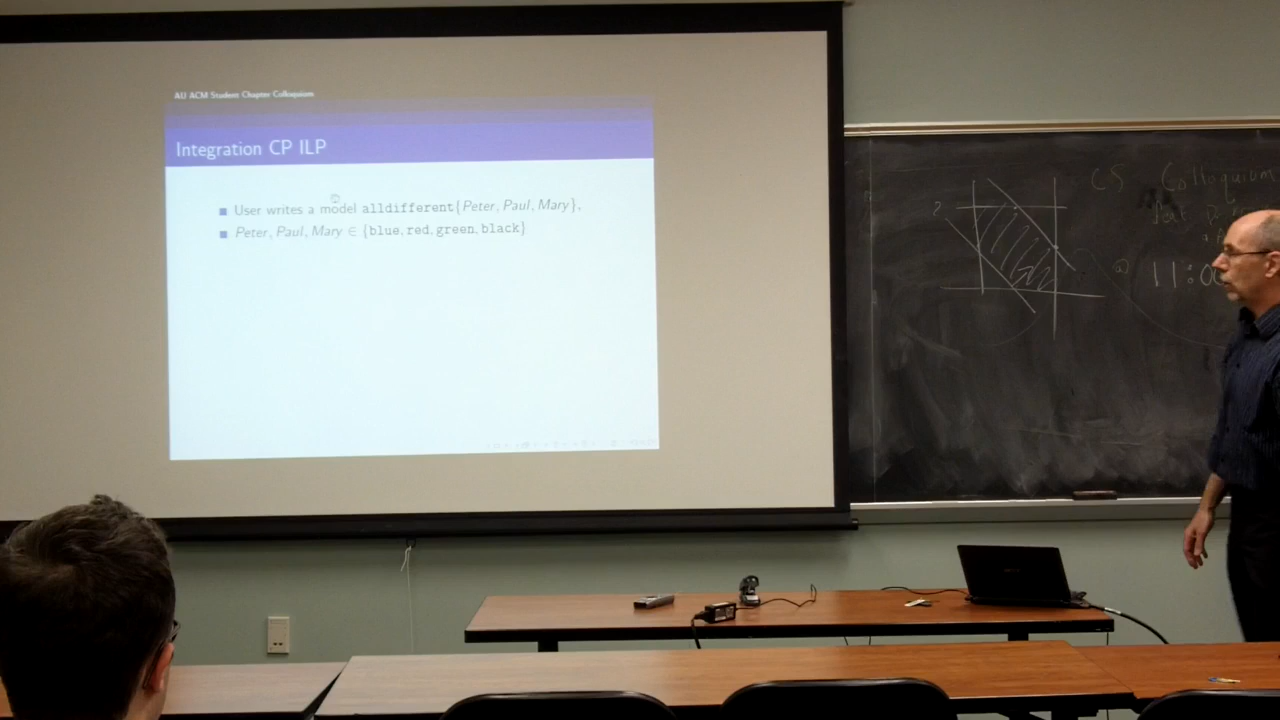 AU ACM Student Chapter Colloquium
Integration CP ILP
User writes a model alldifferent{Peter, Paul, Mary},
Peter, Paul, Mary ∈ {blue, red, green, black}
?
CS Colloquium
@ 11:00